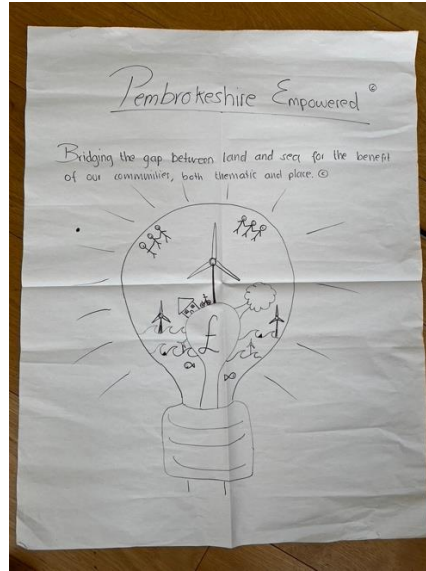 Pembrokeshire Empowered ©
Bridging the gap between land and sea for the benefit
of our communities, both thematic and place. ©
£